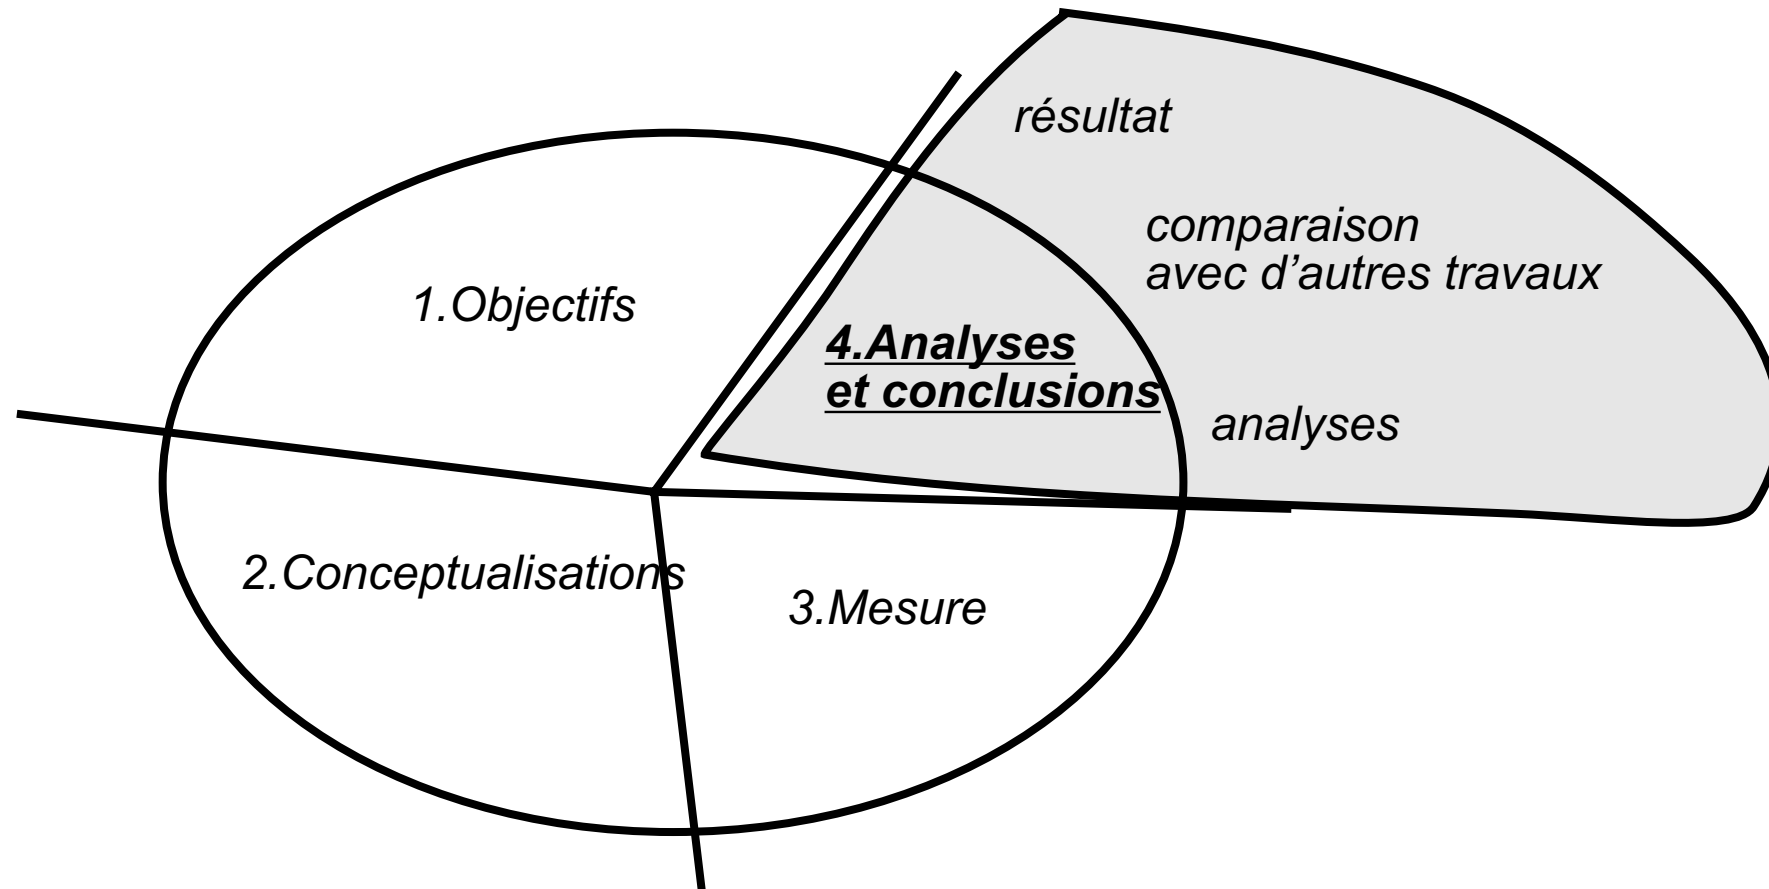 résultat
comparaison
avec d’autres travaux
1.Objectifs
4.Analyses
et conclusions
analyses
2.Conceptualisations
3.Mesure